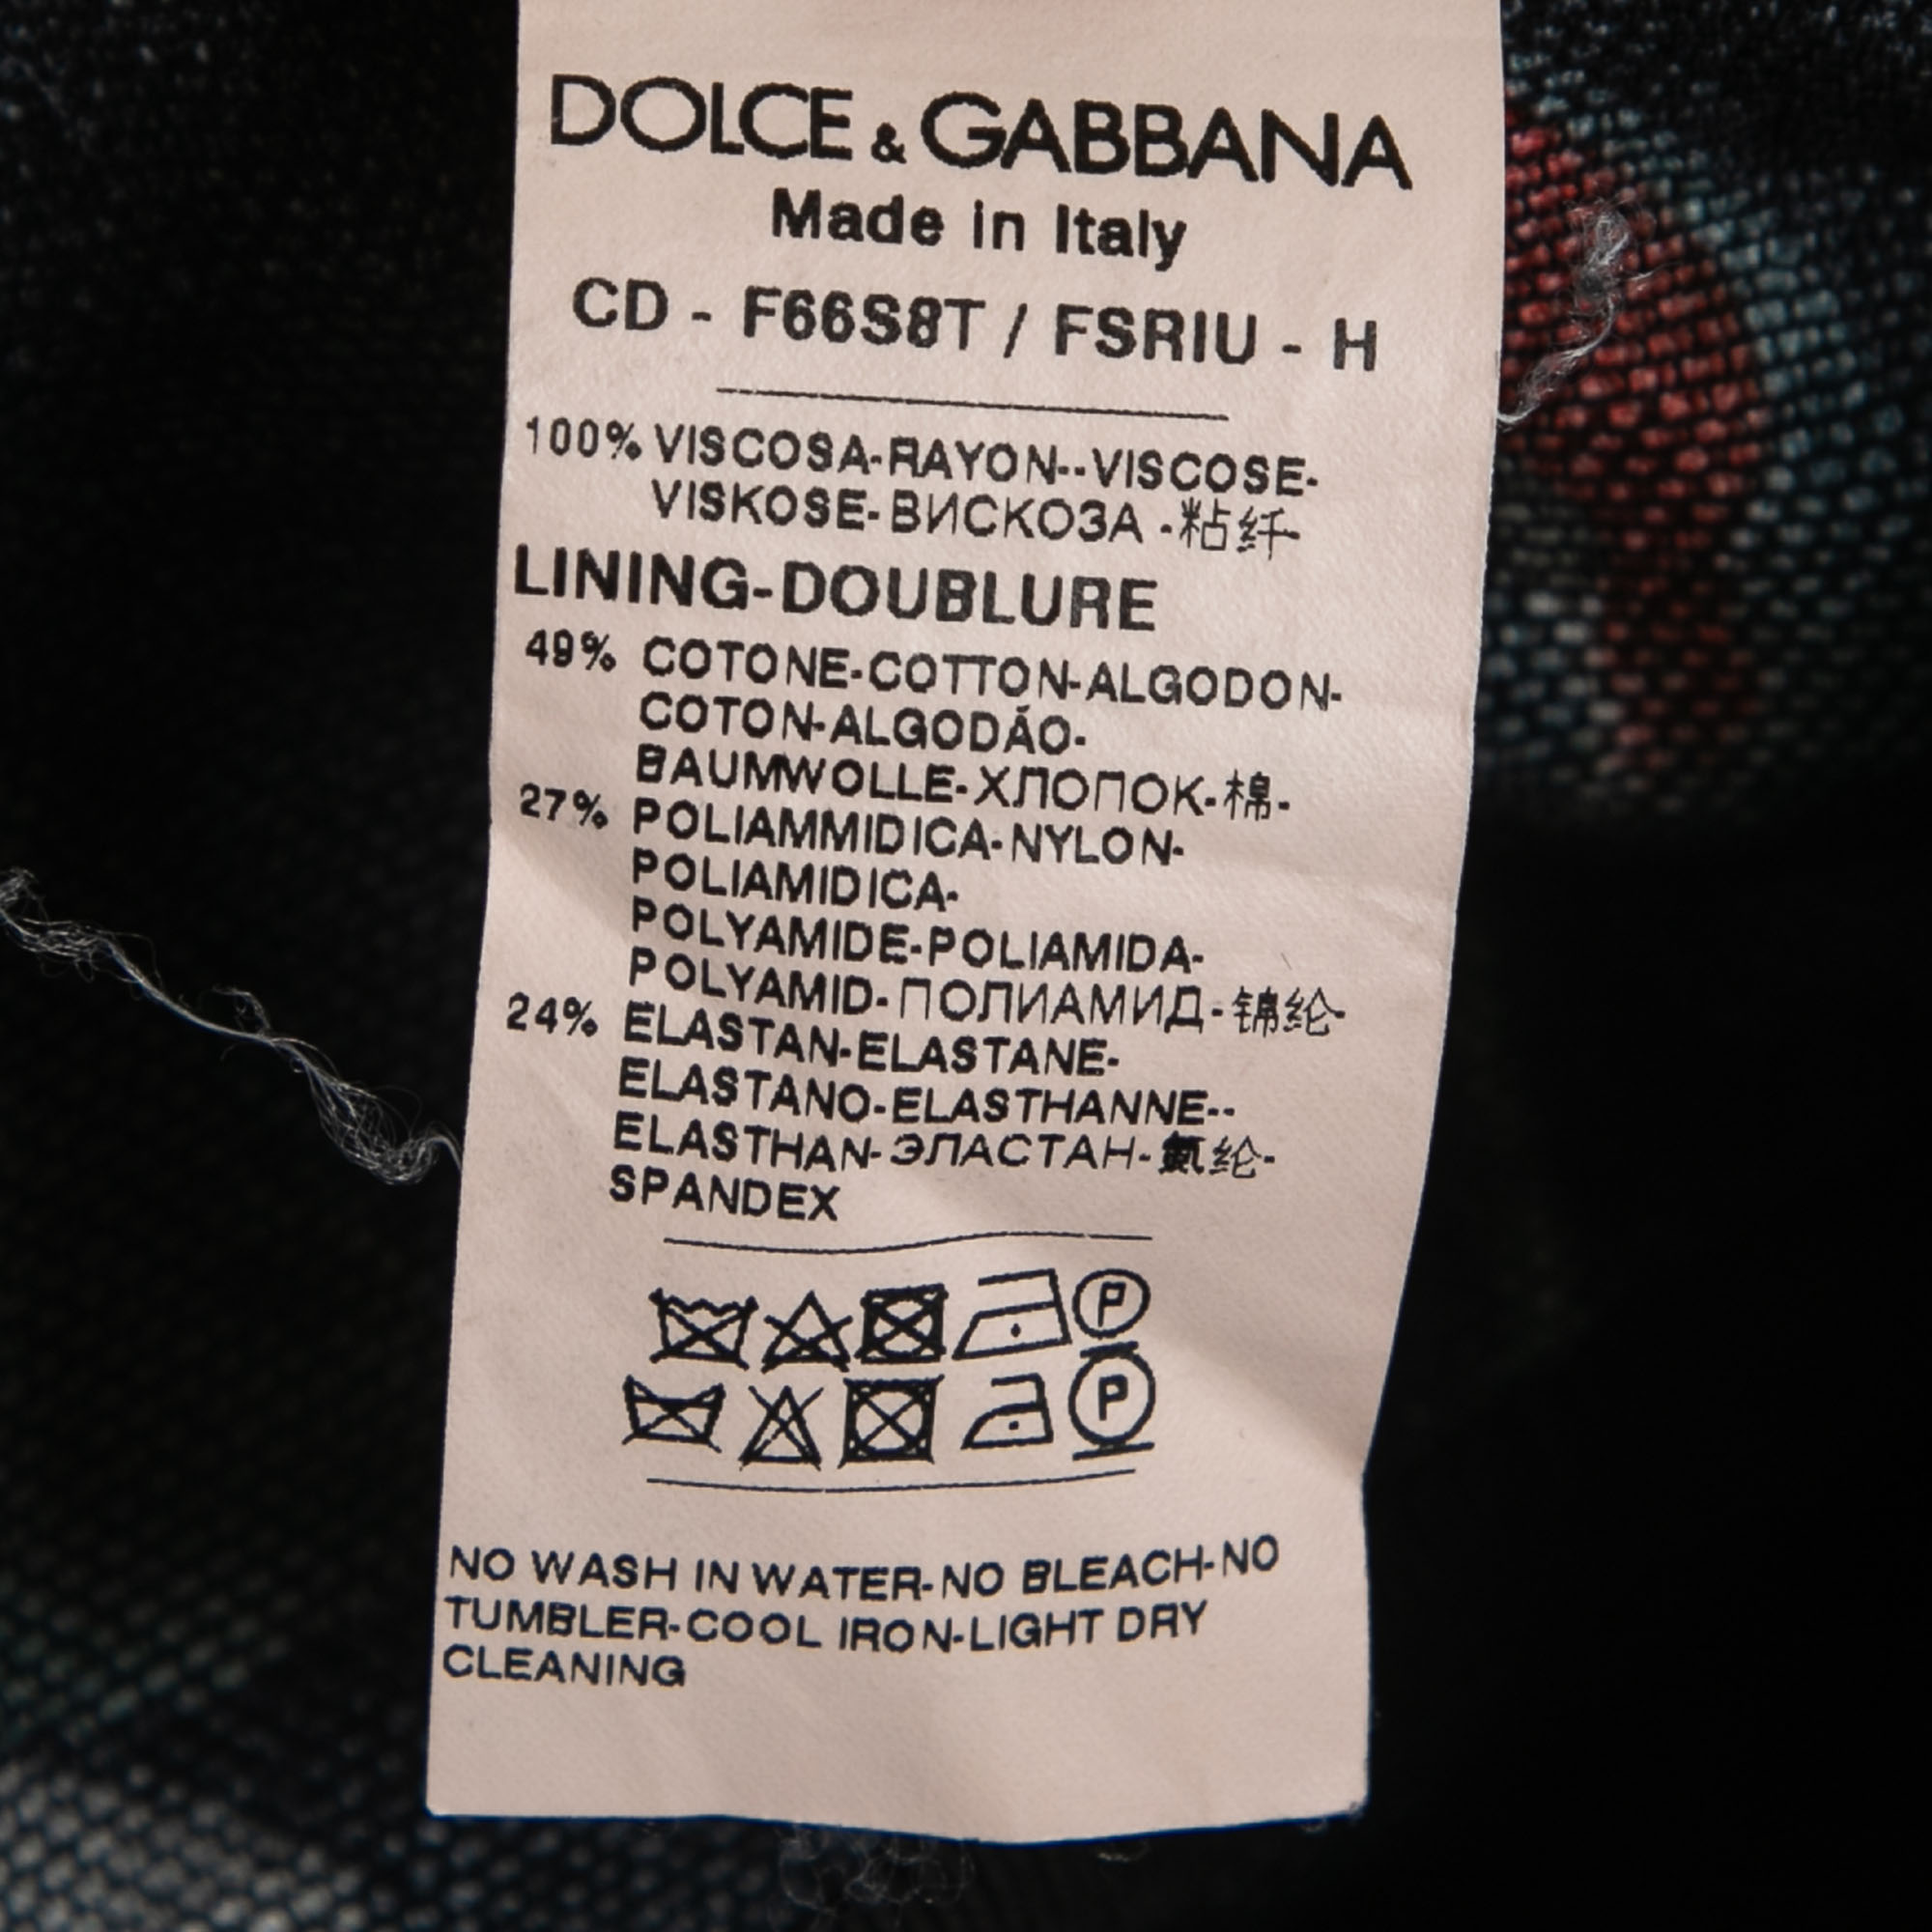 DOLCE & GABBANA
Made in Italy
CD - F66S8T / FSRIU - H
100% VISCOSA-RAYON--VISCOSE-
VISKOSE-ВИСКОЗА -粘纤-
LINING-DOUBLURE
49% COTONE-COTTON-ALGODON-
COTON-ALGODÃO-
BAUMWOLLE-ХЛОПОК-棉-
27% POLIAMMIDICA-NYLON-
POLIAMIDICA-
POLYAMIDE-POLIAMIDA-
POLYAMID-ПОЛИАМИД-锦纶-
24% ELASTAN-ELASTANE-
ELASTANO-ELASTHANNE--
ELASTHAN-ЭЛАСТАН-氨纶-
SPANDEX
P
P
NO WASH IN WATER-NO BLEACH-NO
TUMBLER-COOL IRON-LIGHT DRY
CLEANING